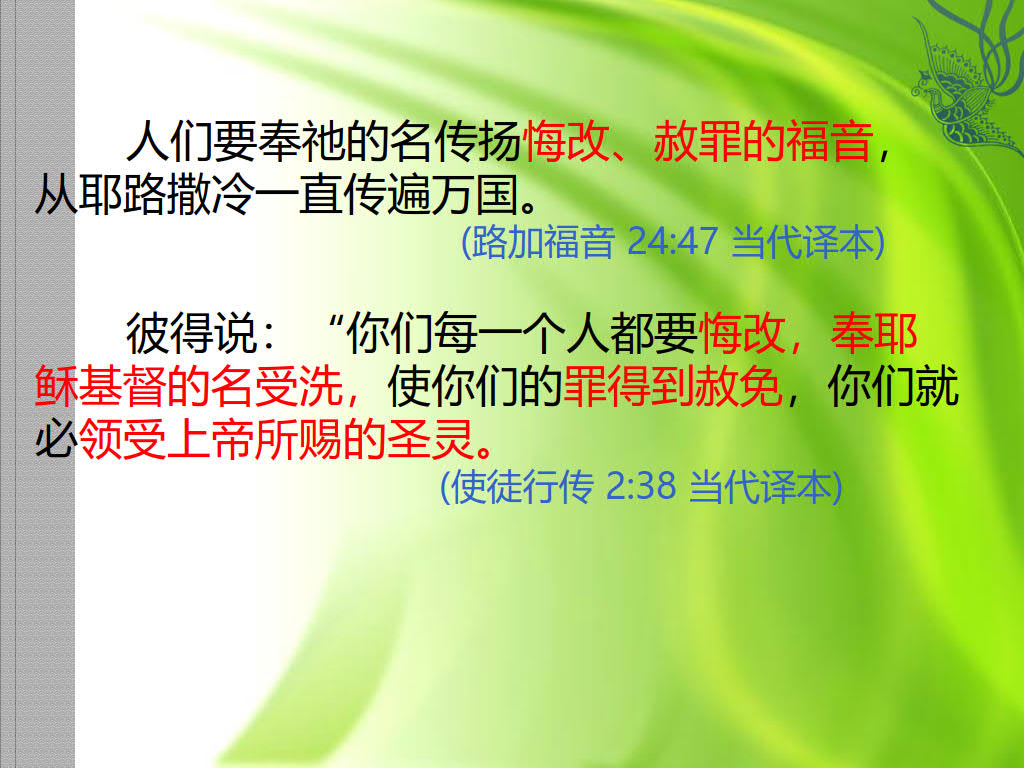 人们要奉祂的名传扬悔改、赦罪的福音，
从耶路撒冷一直传遍万国。
(路加福音 24:47 当代译本)
彼得说：“你们每一个人都要悔改，奉耶
稣基督的名受洗，使你们的罪得到赦免，你们就
必领受上帝所赐的圣灵。
(使徒行传 2:38 当代译本)